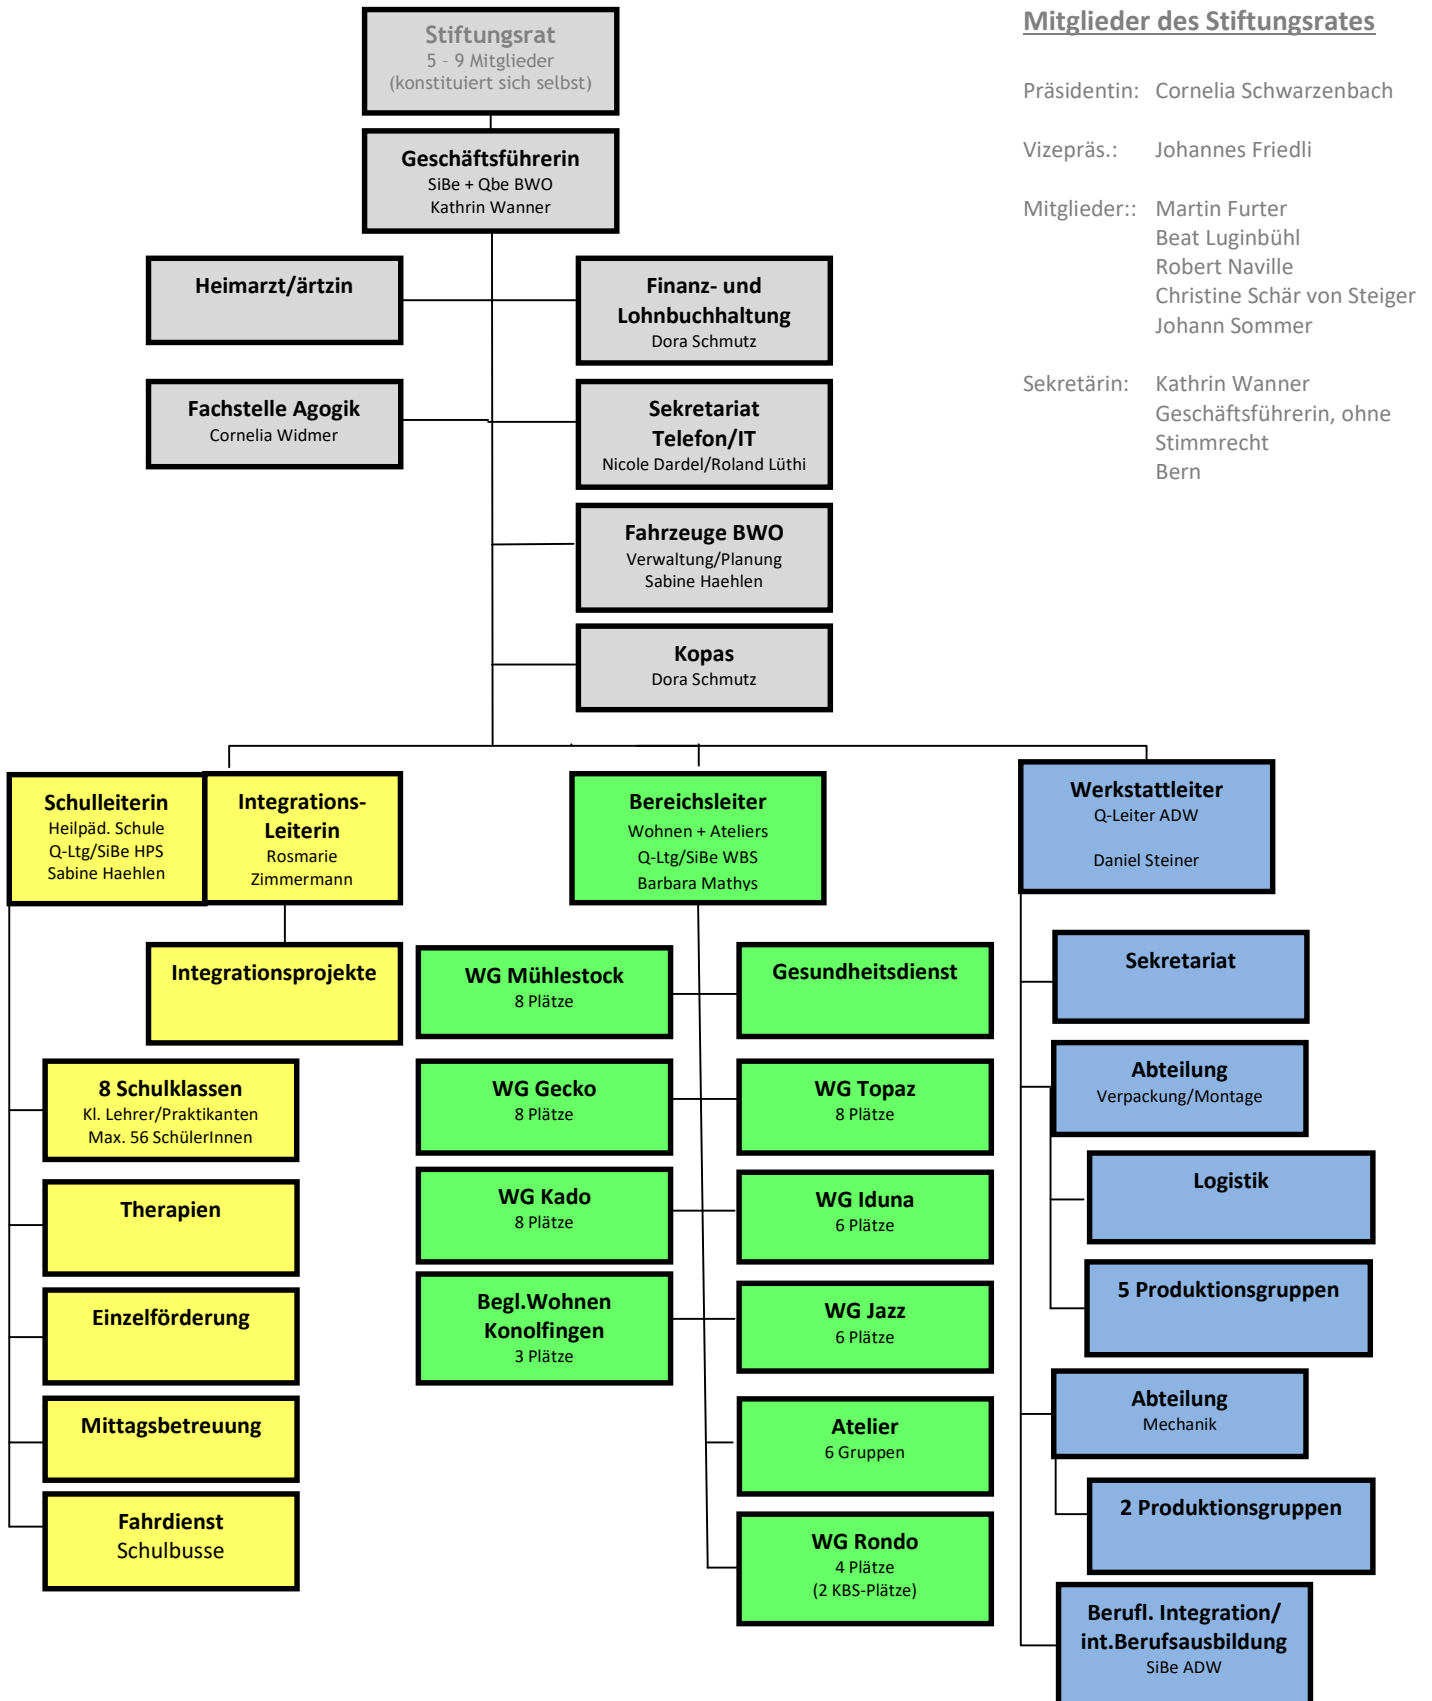 Stiftungsrat
5 - 9 Mitglieder
(konstituiert sich selbst)
Mitglieder des Stiftungsrates
Präsidentin: Cornelia Schwarzenbach
Vizepräs.: Johannes Friedli
Mitglieder:: Martin Furter
Beat Luginbühl
Robert Naville
Christine Schär von Steiger
Johann Sommer
Sekretärin: Kathrin Wanner
Geschäftsführerin, ohne
Stimmrecht
Bern
Geschäftsführerin
SiBe + Qbe BWO
Kathrin Wanner
Heimarzt/ärtzin
Finanz- und
Lohnbuchhaltung
Dora Schmutz
Fachstelle Agogik
Cornelia Widmer
Sekretariat
Telefon/IT
Nicole Dardel/Roland Lüthi
Fahrzeuge BWO
Verwaltung/Planung
Sabine Haehlen
Kopas
Dora Schmutz
Schulleiterin
Heilpäd. Schule
Q-Ltg/SiBe HPS
Sabine Haehlen
Integrations-
Leiterin
Rosmarie
Zimmermann
Integrationsprojekte
8 Schulklassen
Kl. Lehrer/Praktikanten
Max. 56 SchülerInnen
Therapien
Einzelförderung
Mittagsbetreuung
Fahrdienst
Schulbusse
Bereichsleiter
Wohnen + Ateliers
Q-Ltg/SiBe WBS
Barbara Mathys
WG Mühlestock
8 Plätze
Gesundheitsdienst
WG Gecko
8 Plätze
WG Topaz
8 Plätze
WG Kado
8 Plätze
WG Iduna
6 Plätze
Begl.Wohnen
Konolfingen
3 Plätze
WG Jazz
6 Plätze
Atelier
6 Gruppen
WG Rondo
4 Plätze
(2 KBS-Plätze)
Werkstattleiter
Q-Leiter ADW
Daniel Steiner
Sekretariat
Abteilung
Verpackung/Montage
Logistik
5 Produktionsgruppen
Abteilung
Mechanik
2 Produktionsgruppen
Berufl. Integration/
int.Berufsausbildung
SiBe ADW